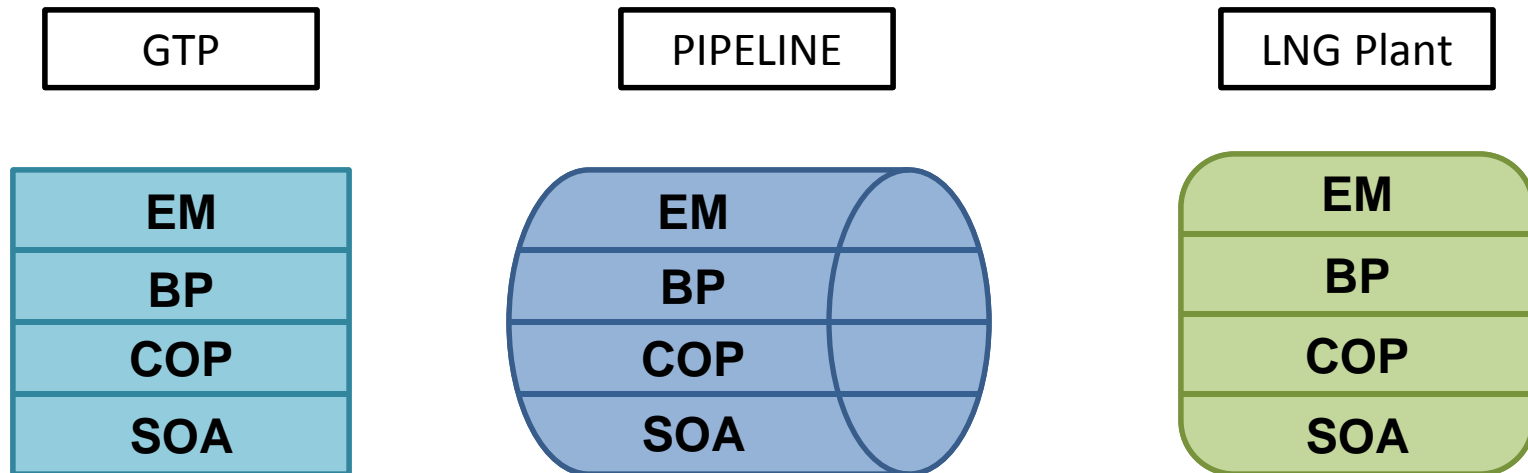 GTP
PIPELINE
LNG Plant
EM
BP
COP
SOA
EM
BP
COP
SOA
EM
BP
COP
SOA